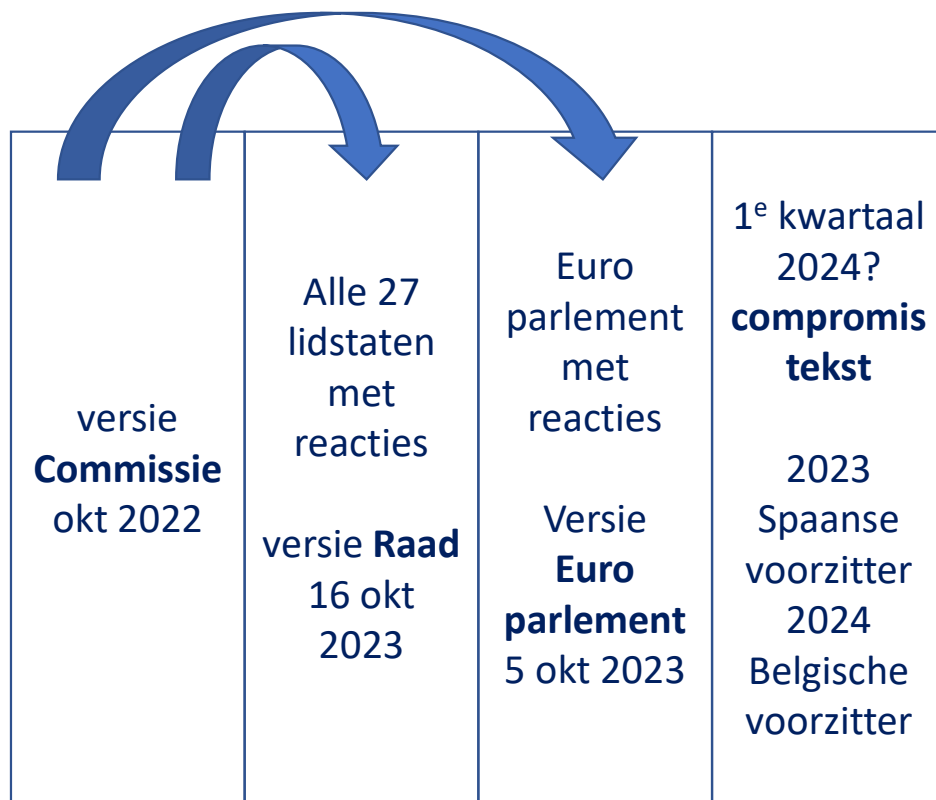 versie
Commissie
okt 2022
Alle 27
lidstaten
met
reacties
versie Raad
16 okt
2023
Euro
parlement
met
reacties
Versie
Euro
parlement
5 okt 2023
1e kwartaal
2024?
compromis
tekst
2023
Spaanse
voorzitter
2024
Belgische
voorzitter